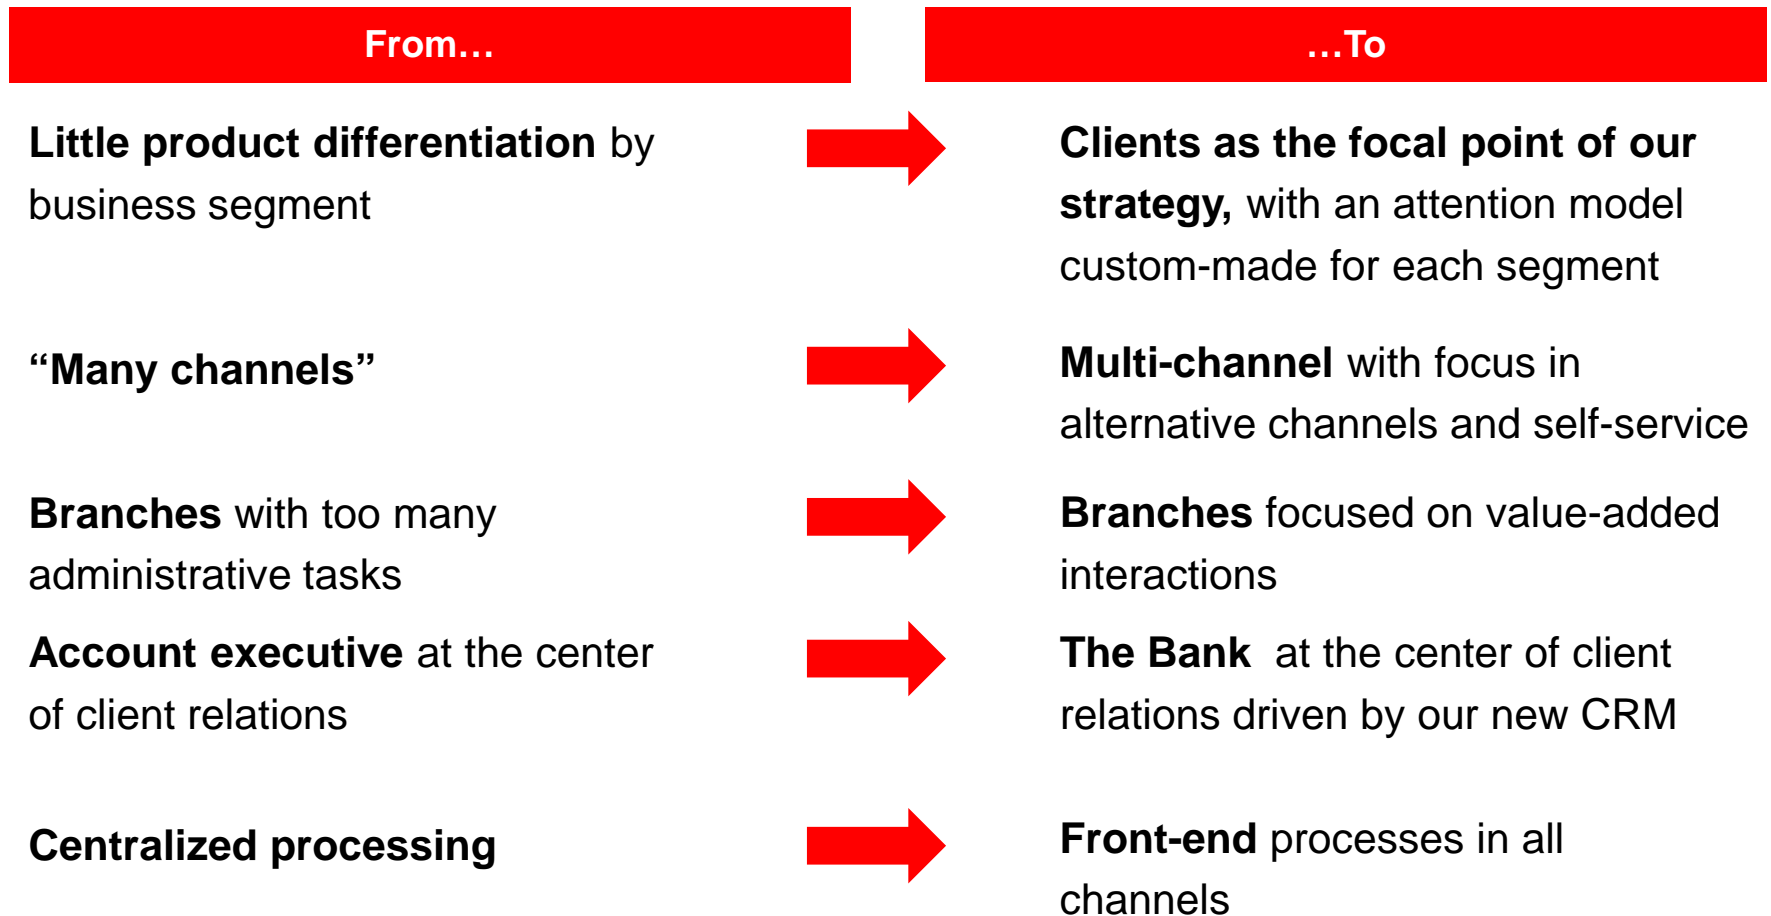 From…
…To
Little product differentiation by
business segment
Clients as the focal point of our
strategy, with an attention model
custom-made for each segment
“Many channels”
Multi-channel with focus in
alternative channels and self-service
Branches with too many
administrative tasks
Branches focused on value-added
interactions
Account executive at the center
of client relations
The Bank  at the center of client
relations driven by our new CRM
Centralized processing
Front-end processes in all
channels